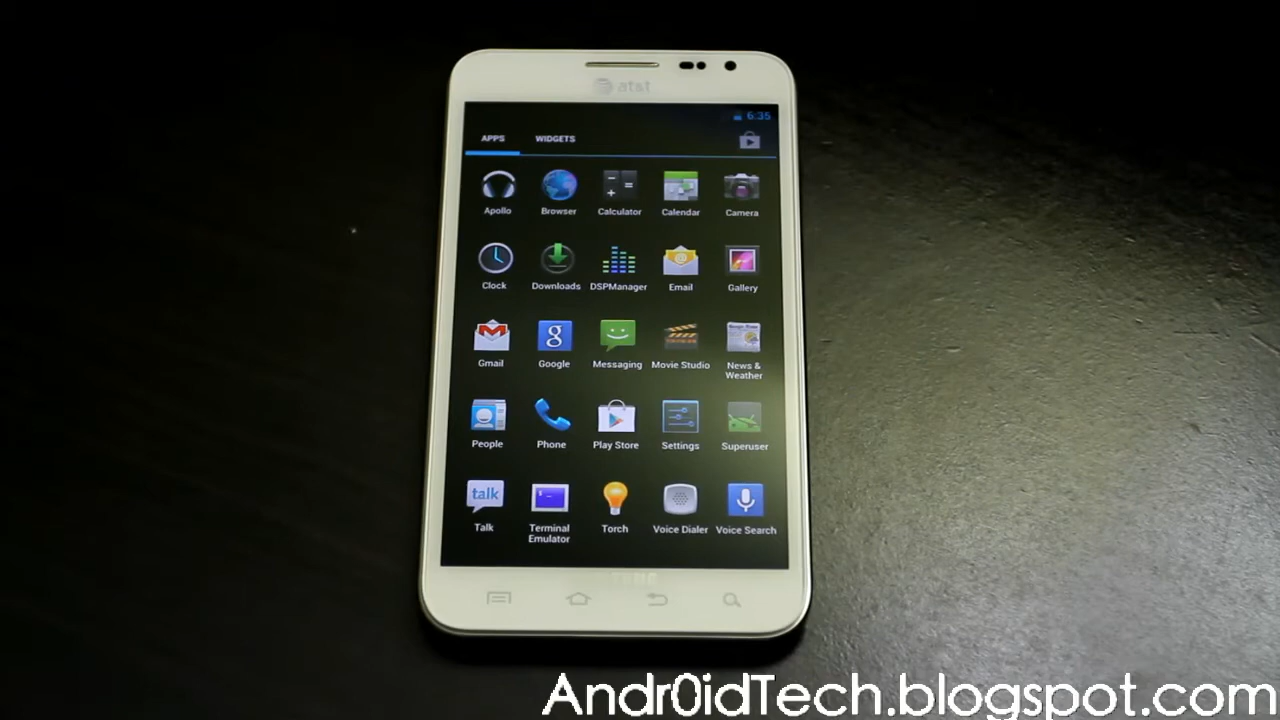 at&t
6:35
APPS WIDGETS
Apollo Browser Calculator Calendar Camera
Clock Downloads DSPManager Email Gallery
Gmail Google Messaging Movie Studio News & Weather
People Phone Play Store Settings Superuser
talk
Talk Terminal Emulator Torch Voice Dialer Voice Search
Andr0idTech.blogspot.com